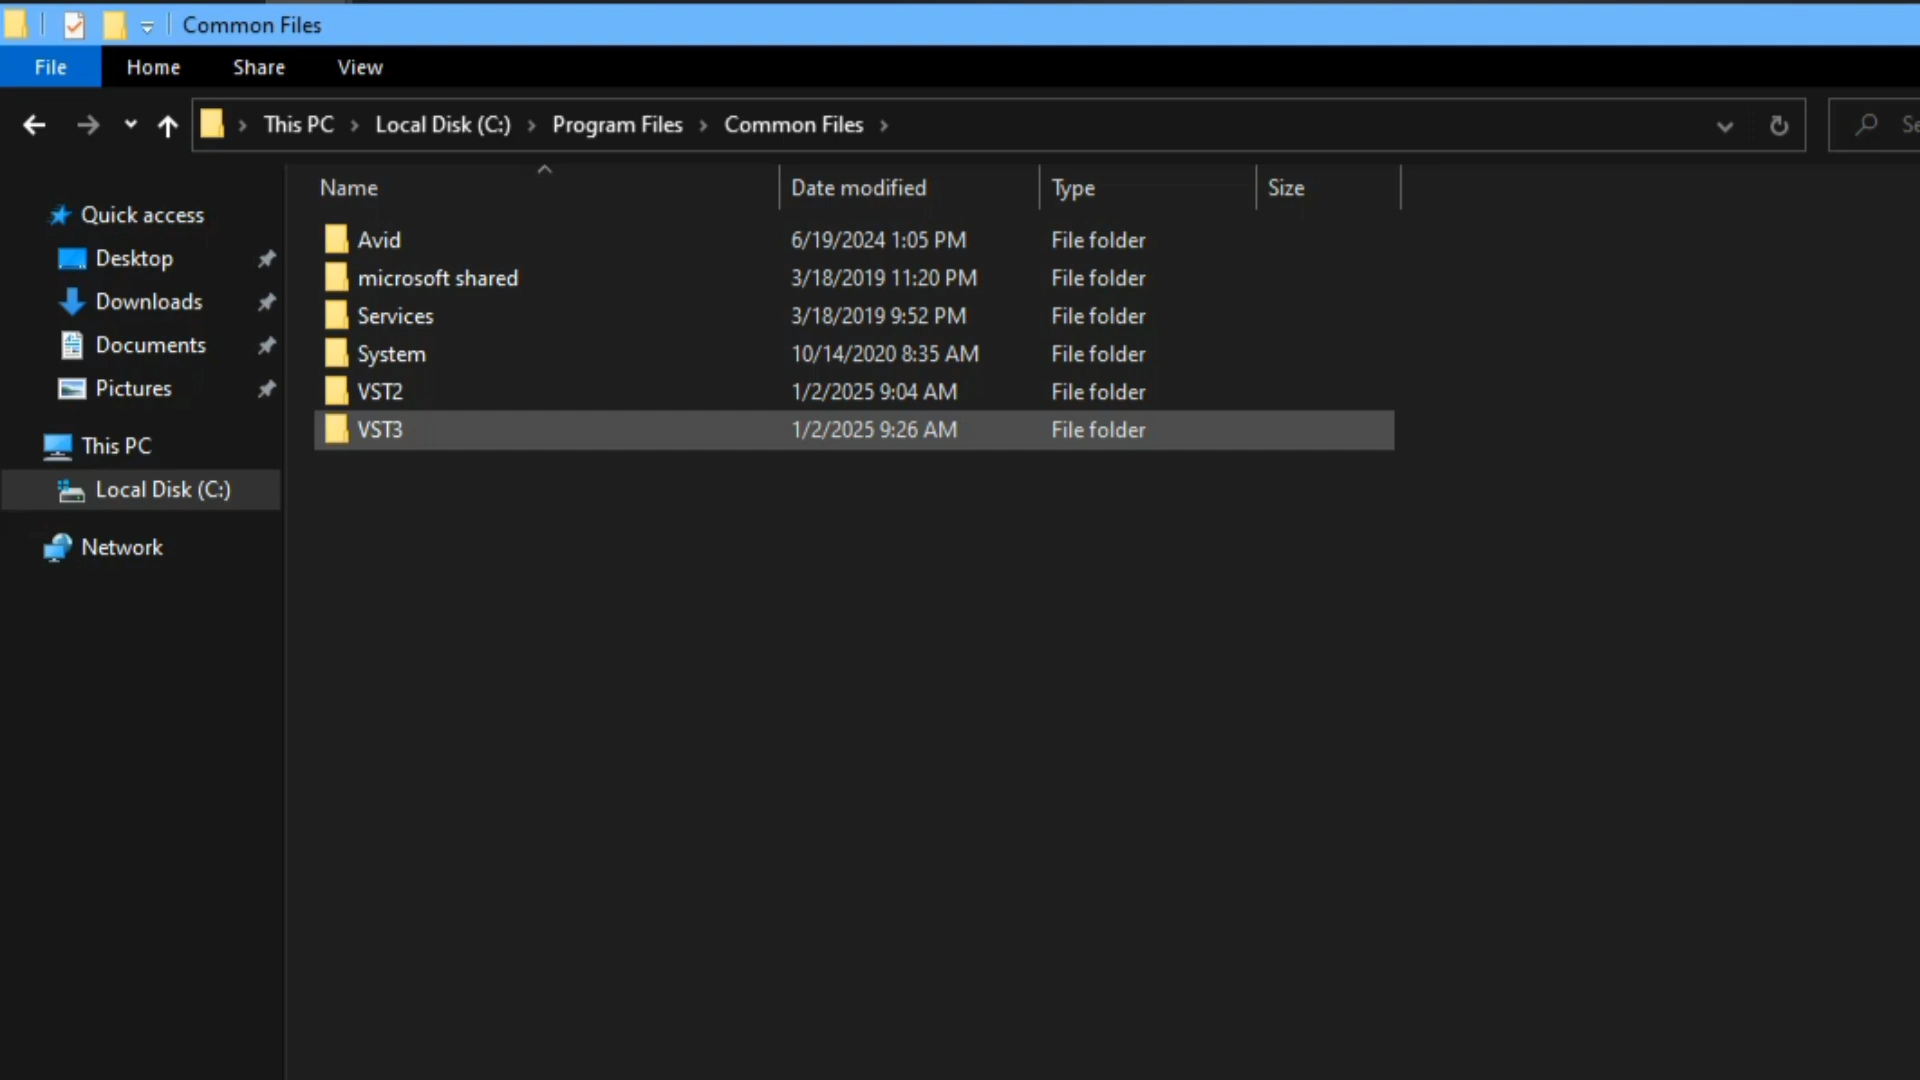 Common Files
File Home Share View
This PC Local Disk (C:) Program Files Common Files
Name Date modified Type Size
Quick access
Desktop
Downloads
Documents
Pictures
This PC
Local Disk (C:)
Network
Avid 6/19/2024 1:05 PM File folder
microsoft shared 3/18/2019 11:20 PM File folder
Services 3/18/2019 9:52 PM File folder
System 10/14/2020 8:35 AM File folder
VST2 1/2/2025 9:04 AM File folder
VST3 1/2/2025 9:26 AM File folder